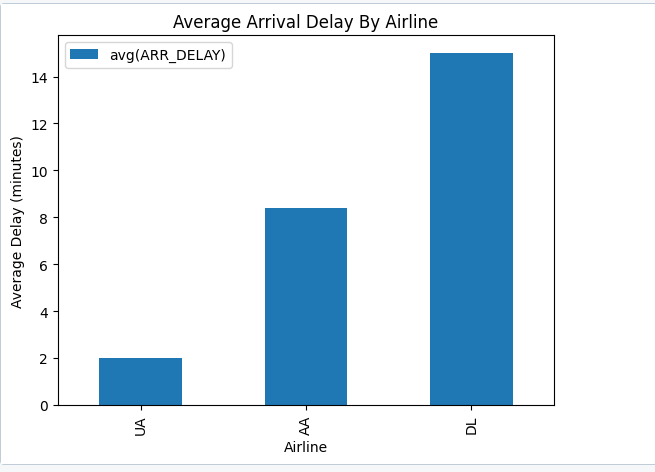 Average Arrival Delay By Airline
avg(ARR_DELAY)
Average Delay (minutes)
14
12
10
8
6
4
2
0
UA
AA
DL
Airline